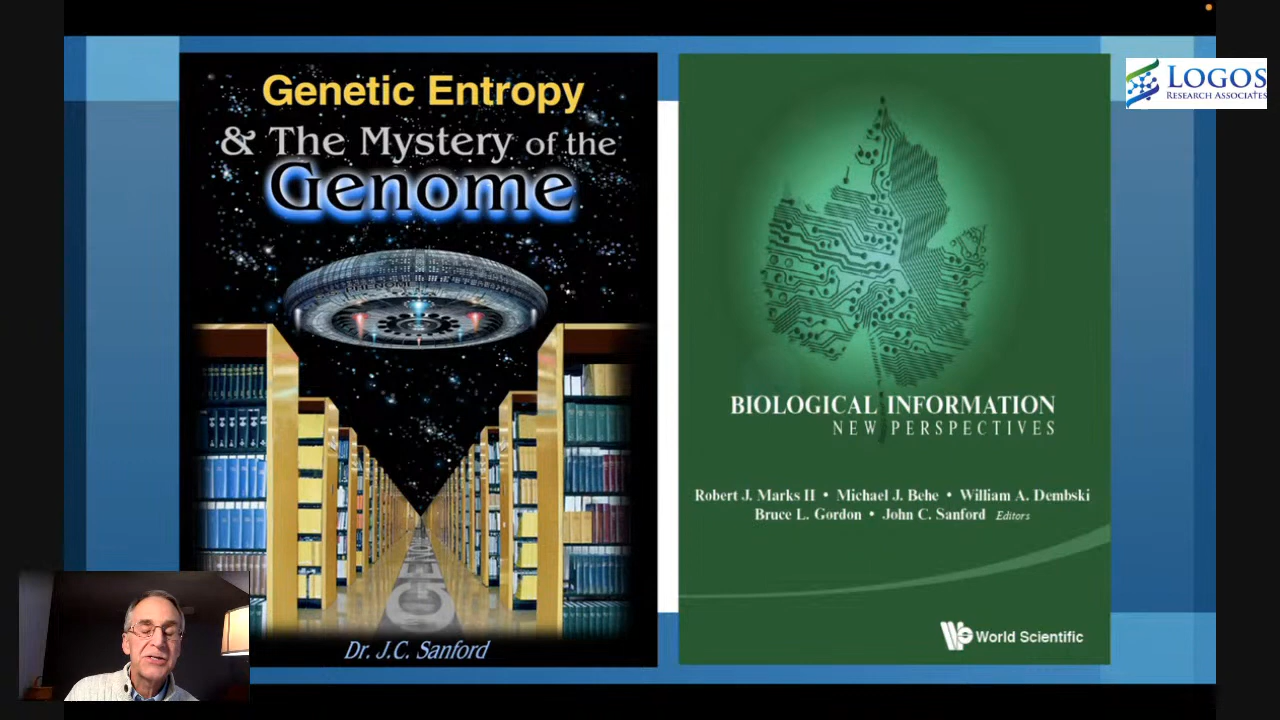 Genetic Entropy
& The Mystery of the
Genome
Dr. J.C. Sanford
BIOLOGICAL INFORMATION
NEW PERSPECTIVES
Robert J. Marks II • Michael J. Behe • William A. Dembski
Bruce L. Gordon • John C. Sanford Editors
World Scientific
LOGOS
RESEARCH ASSOCIATES